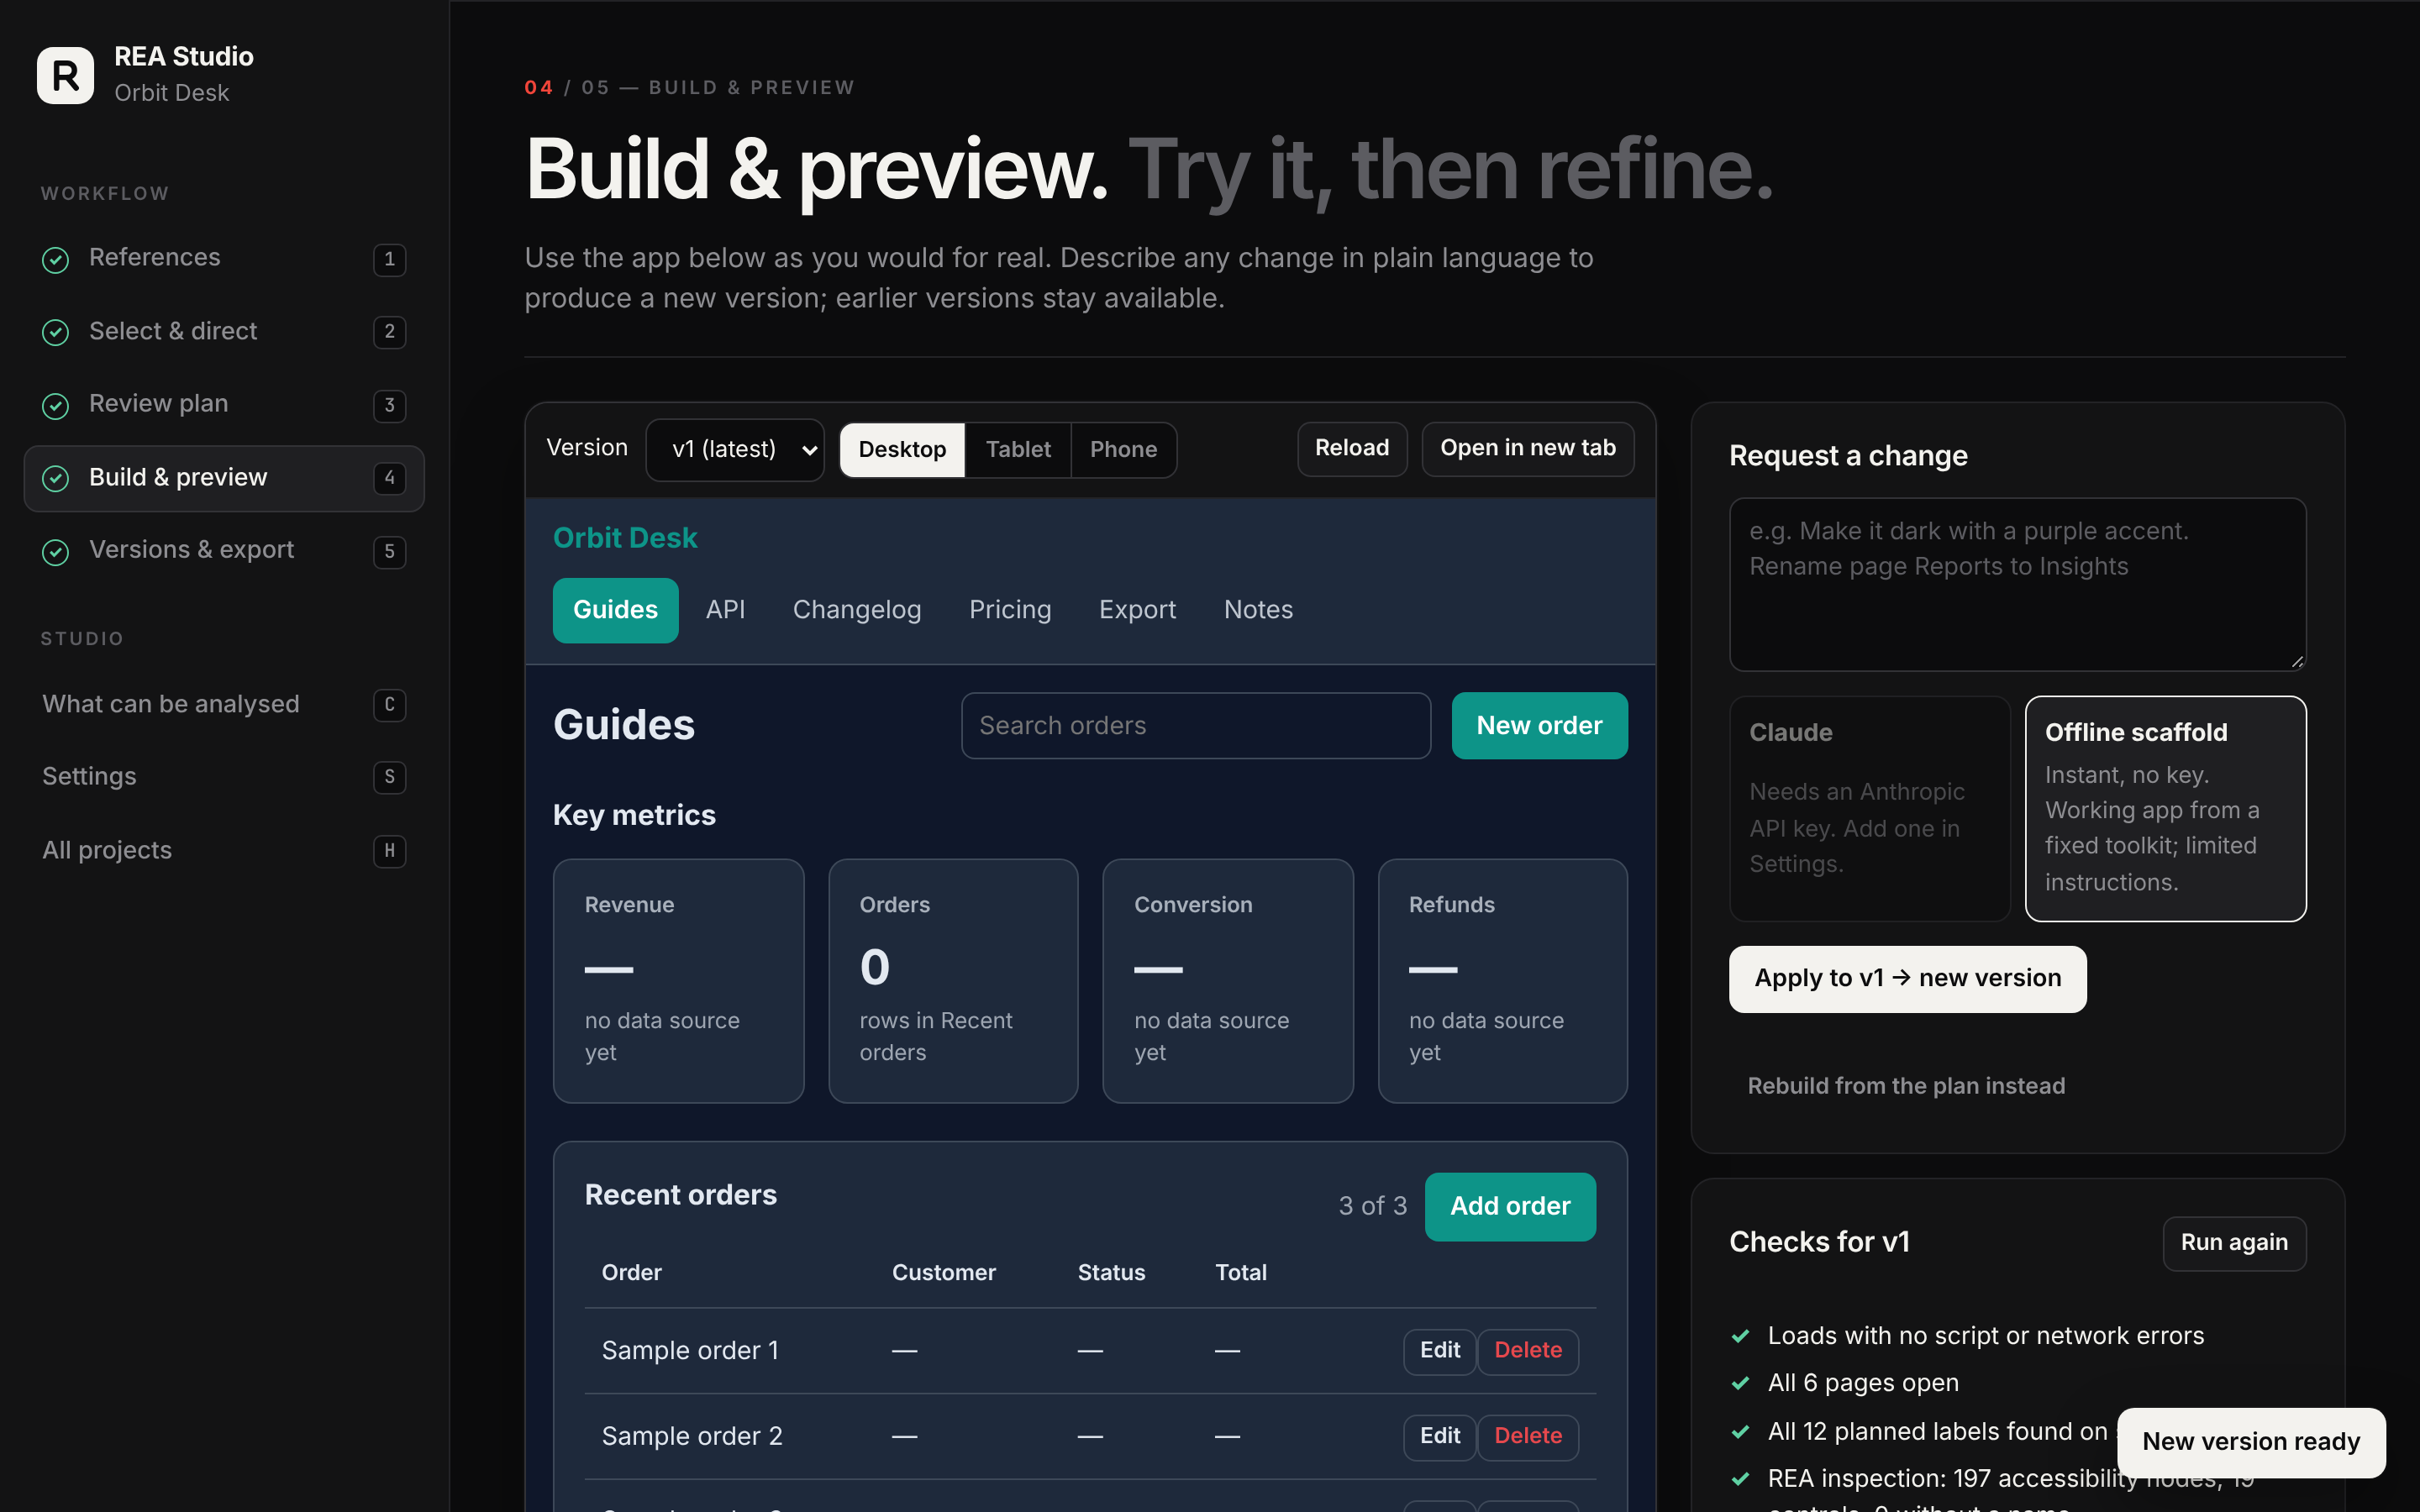 REA Studio
Orbit Desk
WORKFLOW
References 1
Select & direct 2
Review plan 3
Build & preview 4
Versions & export 5
STUDIO
What can be analysed C
Settings S
All projects H
04 / 05 — BUILD & PREVIEW
Build & preview. Try it, then refine.
Use the app below as you would for real. Describe any change in plain language to
produce a new version; earlier versions stay available.
Version v1 (latest) Desktop Tablet Phone Reload Open in new tab
Orbit Desk
Guides API Changelog Pricing Export Notes
Guides Search orders New order
Key metrics
Revenue
—
no data source
yet
Orders
0
rows in Recent
orders
Conversion
—
no data source
yet
Refunds
—
no data source
yet
Recent orders 3 of 3 Add order
Order Customer Status Total
Sample order 1 — — — Edit Delete
Sample order 2 — — — Edit Delete
Request a change
e.g. Make it dark with a purple accent.
Rename page Reports to Insights
Claude
Needs an Anthropic
API key. Add one in
Settings.
Offline scaffold
Instant, no key.
Working app from a
fixed toolkit; limited
instructions.
Apply to v1 → new version
Rebuild from the plan instead
Checks for v1 Run again
Loads with no script or network errors
All 6 pages open
All 12 planned labels found on
REA inspection: 197 accessibility nodes, 19
New version ready